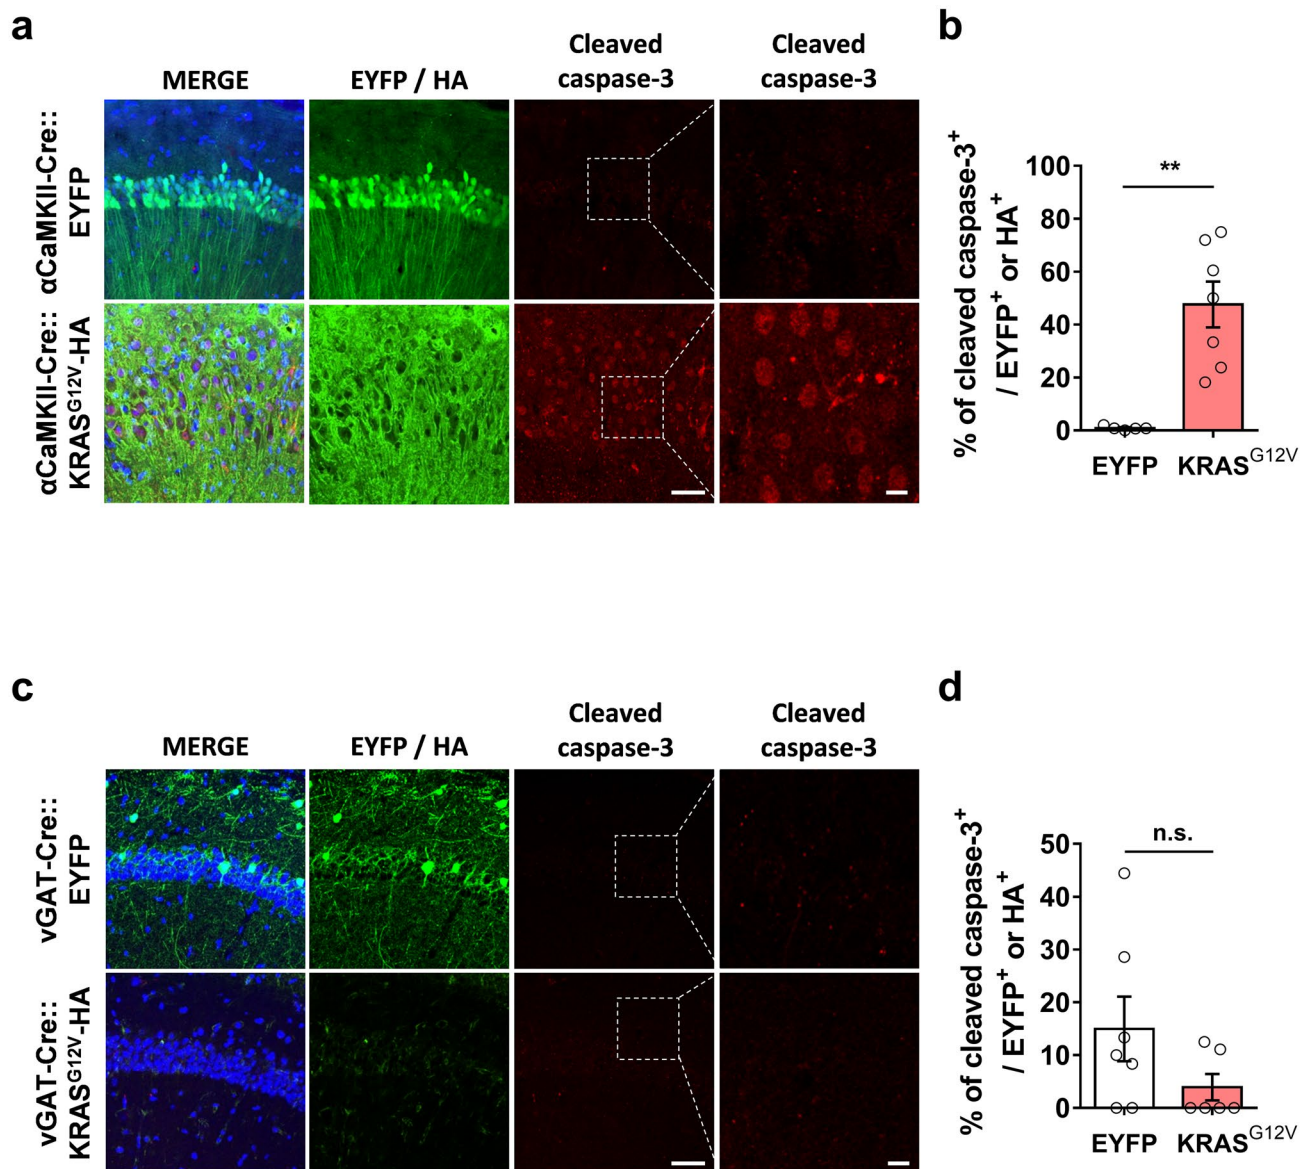 a
Cleaved
caspase-3
Cleaved
caspase-3
MERGE
EYFP / HA
αCaMKII-Cre::
EYFP
αCaMKII-Cre::
KRASG12V-HA
b
% of cleaved caspase-3+
/ EYFP+ or HA+
100
80
60
40
20
0
**
EYFP
KRASG12V
c
Cleaved
caspase-3
Cleaved
caspase-3
MERGE
EYFP / HA
vGAT-Cre::
EYFP
vGAT-Cre::
KRASG12V-HA
d
% of cleaved caspase-3+
/ EYFP+ or HA+
50
40
30
20
10
0
n.s.
EYFP
KRASG12V